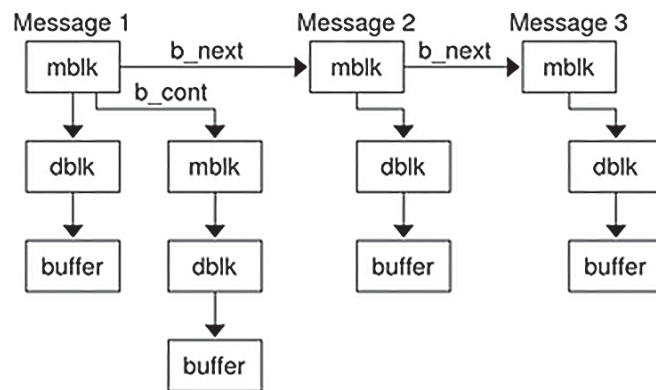 Message 1
Message 2
Message 3
mblk
b_next
mblk
b_next
mblk
b_cont
dblk
mblk
dblk
dblk
buffer
dblk
buffer
buffer
buffer